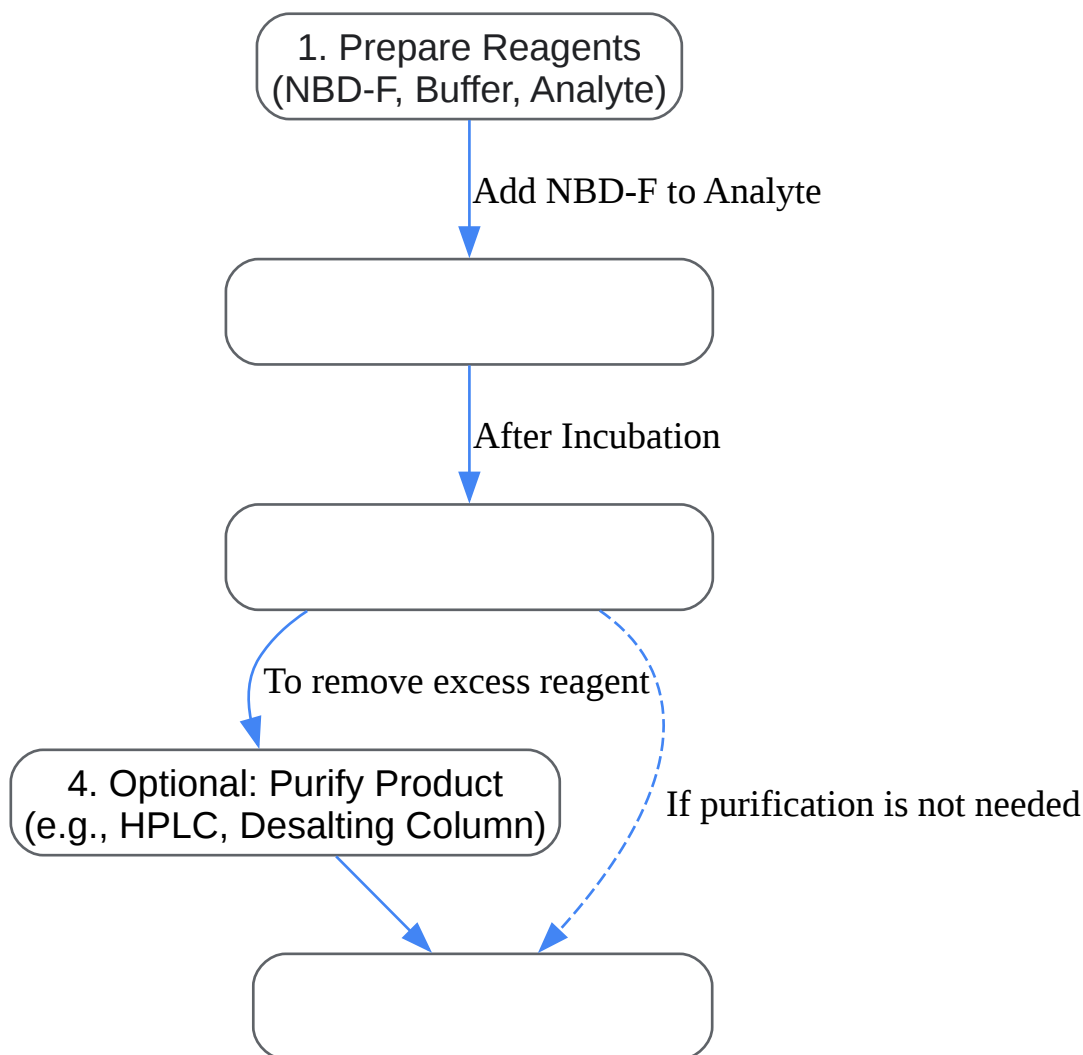 1. Prepare Reagents
(NBD-F, Buffer, Analyte)
Add NBD-F to Analyte
After Incubation
To remove excess reagent
4. Optional: Purify Product
(e.g., HPLC, Desalting Column)
If purification is not needed